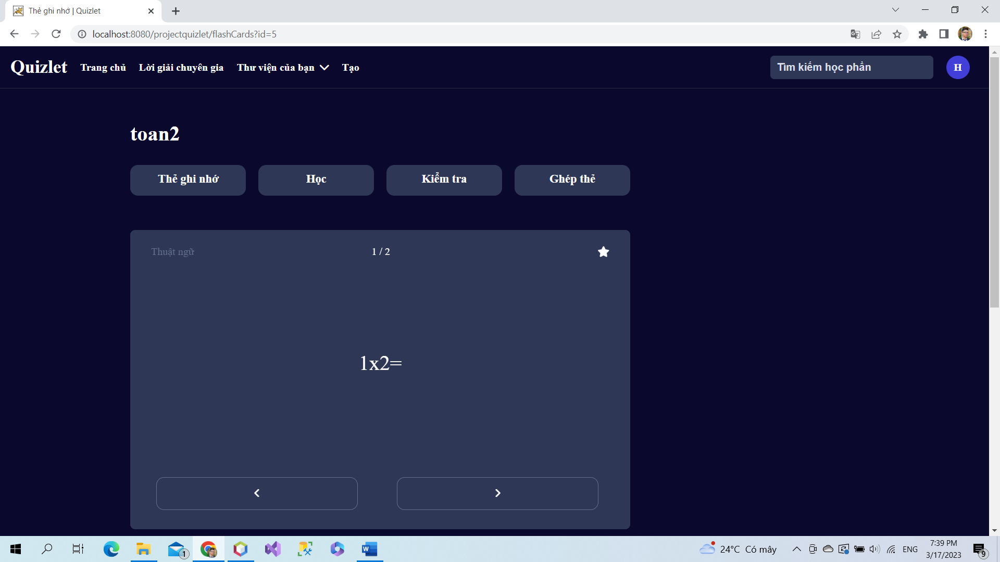 Thẻ ghi nhớ | Quizlet
localhost:8080/projectquizlet/flashCards?id=5
Quizlet Trang chủ Lời giải chuyên gia Thư viện của bạn Tạo Tìm kiếm học phần H
toan2
Thẻ ghi nhớ Học Kiểm tra Ghép thẻ
Thuật ngữ 1 / 2
1x2=
1 24°C Có mây ENG 7:39 PM
3/17/2023 9